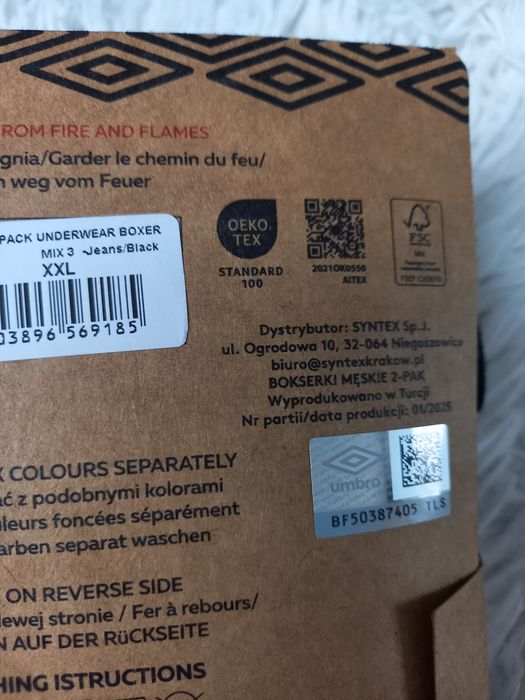 FROM FIRE AND FLAMES
gnia/Garder le chemin du feu/
weg vom Feuer
OEKO
TEX
STANDARD
100
2021OK0550
AITEX
FSC
MIX
PACK UNDERWEAR BOXER
MIX 3 -Jeans/Black
XXL
03896 569185
Dystrybutor: SYNTEX Sp.J.
ul. Ogrodowa 10, 32-064 Niegoszowice
biuro@syntexkrakow.pl
BOKSERKI MĘSKIE 2-PAK
Wyprodukowano w Turcji
Nr partii/data produkcji: 01/2025
umbro
BF50387405 TLS
X COLOURS SEPARATELY
ać z podobnymi kolorami
uleurs foncées séparément
arben separat waschen
ON REVERSE SIDE
lewej stronie / Fer à rebours/
N AUF DER RÜCKSEITE
HING ISTRUCTIONS